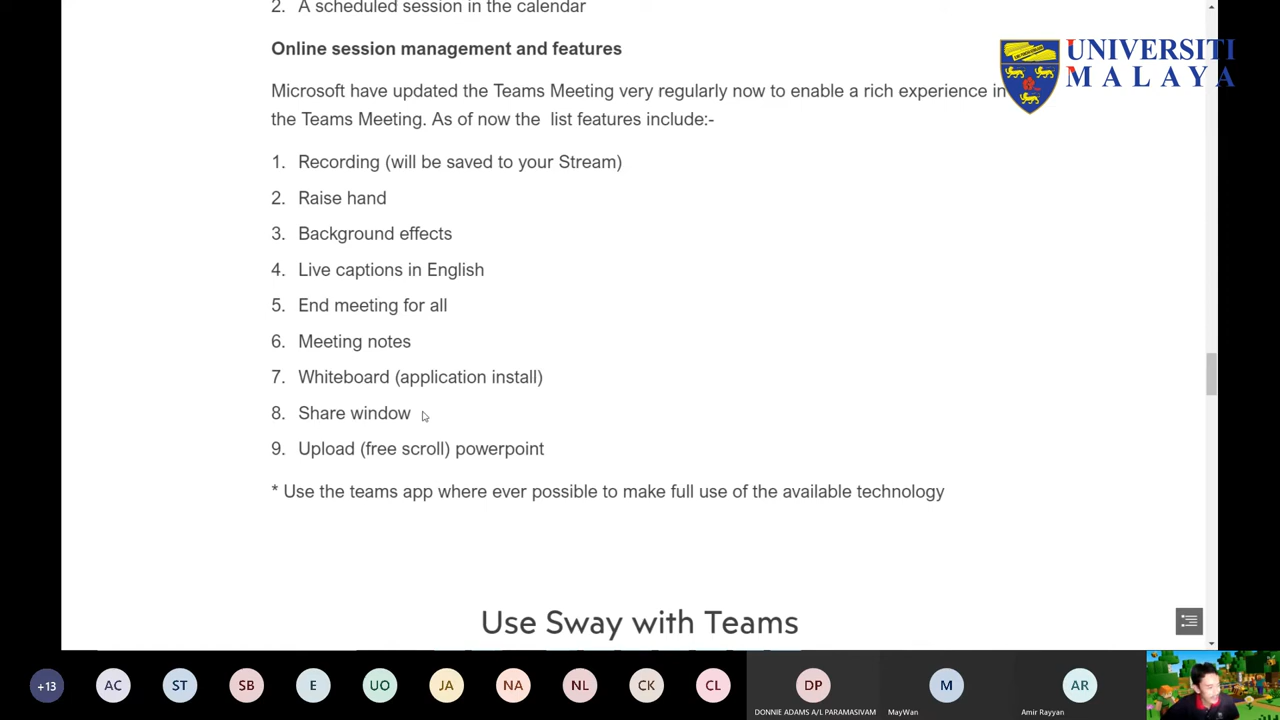 2. A scheduled session in the calendar
Online session management and features
UNIVERSITI
MALAYA
Microsoft have updated the Teams Meeting very regularly now to enable a rich experience in
the Teams Meeting. As of now the list features include:-
1. Recording (will be saved to your Stream)
2. Raise hand
3. Background effects
4. Live captions in English
5. End meeting for all
6. Meeting notes
7. Whiteboard (application install)
8. Share window
9. Upload (free scroll) powerpoint
* Use the teams app where ever possible to make full use of the available technology
Use Sway with Teams
+13 AC ST SB E UO JA NA NL CK CL DP M AR
DONNIE ADAMS A/L PARAMASIVAM MayWan Amir Rayyan